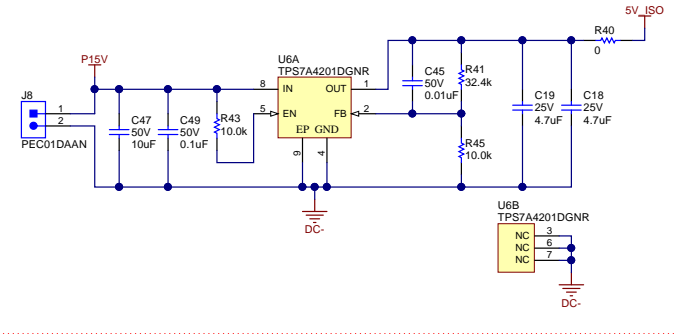 5V_ISO
R40
0
P15V
U6A
TPS7A4201DGNR
J8
1
2
PEC01DAAN
C47
50V
10uF
C49
50V
0.1uF
R43
10.0k
8
IN
OUT
1
5
EN
FB
2
EP GND
9
4
C45
50V
0.01uF
R41
32.4k
R45
10.0k
C19
25V
4.7uF
C18
25V
4.7uF
DC-
U6B
TPS7A4201DGNR
NC 3
NC 6
NC 7
DC-